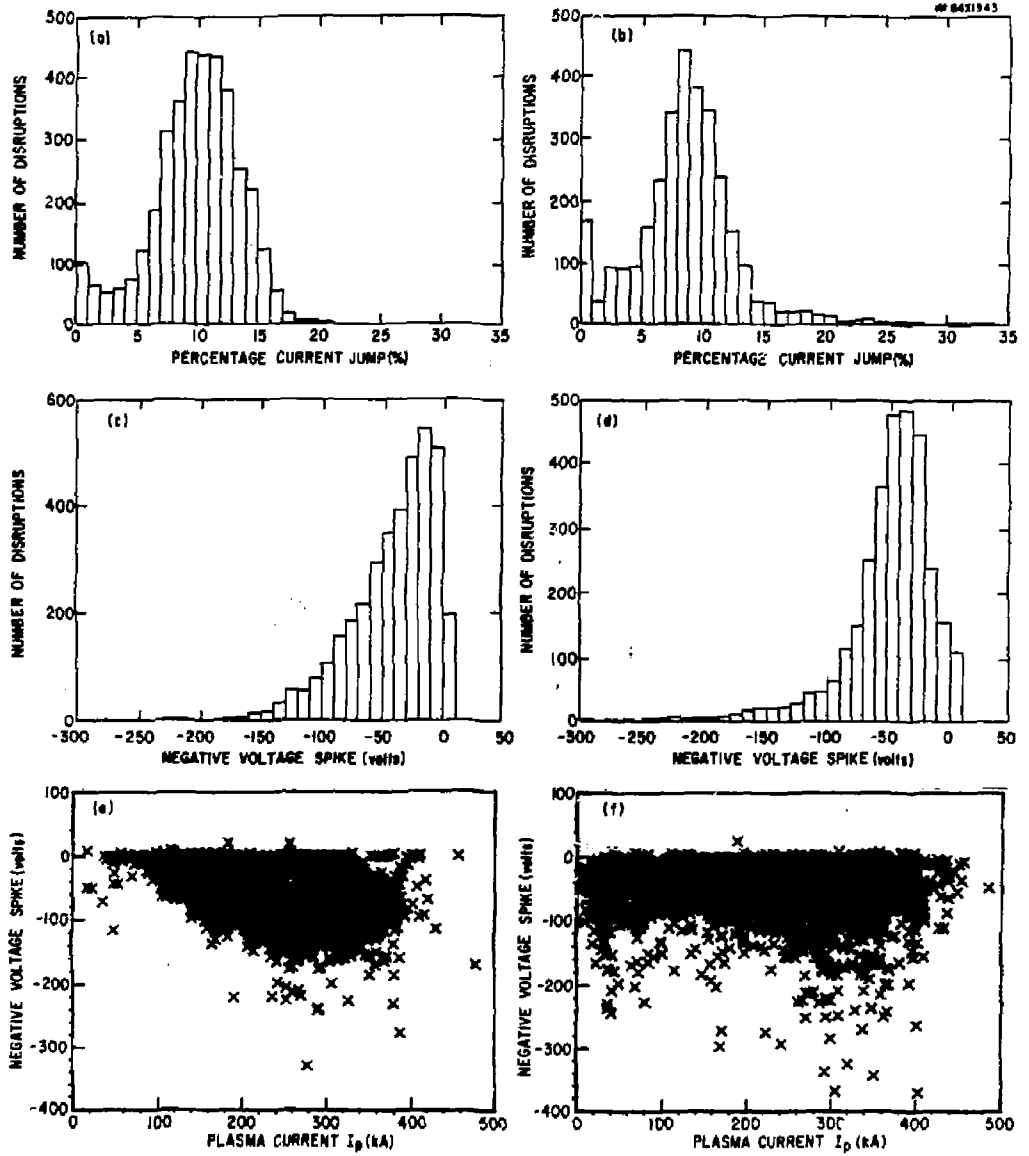 # 84X1943
(a)
500
400
300
200
100
0
NUMBER OF DISRUPTIONS
0 5 10 15 20 25 30 35
PERCENTAGE CURRENT JUMP(%)
(b)
500
400
300
200
100
0
NUMBER OF DISRUPTIONS
0 5 10 15 20 25 30 35
PERCENTAGE CURRENT JUMP(%)
(c)
600
400
200
0
NUMBER OF DISRUPTIONS
-300 -250 -200 -150 -100 -50 0 50
NEGATIVE VOLTAGE SPIKE (volts)
(d)
500
400
300
200
100
0
NUMBER OF DISRUPTIONS
-300 -250 -200 -150 -100 -50 0 50
NEGATIVE VOLTAGE SPIKE (volts)
(e)
100
0
-100
-200
-300
-400
NEGATIVE VOLTAGE SPIKE (volts)
0 100 200 300 400 500
PLASMA CURRENT Ip (kA)
(f)
100
0
-100
-200
-300
-400
NEGATIVE VOLTAGE SPIKE (volts)
0 100 200 300 400 500
PLASMA CURRENT Ip (kA)